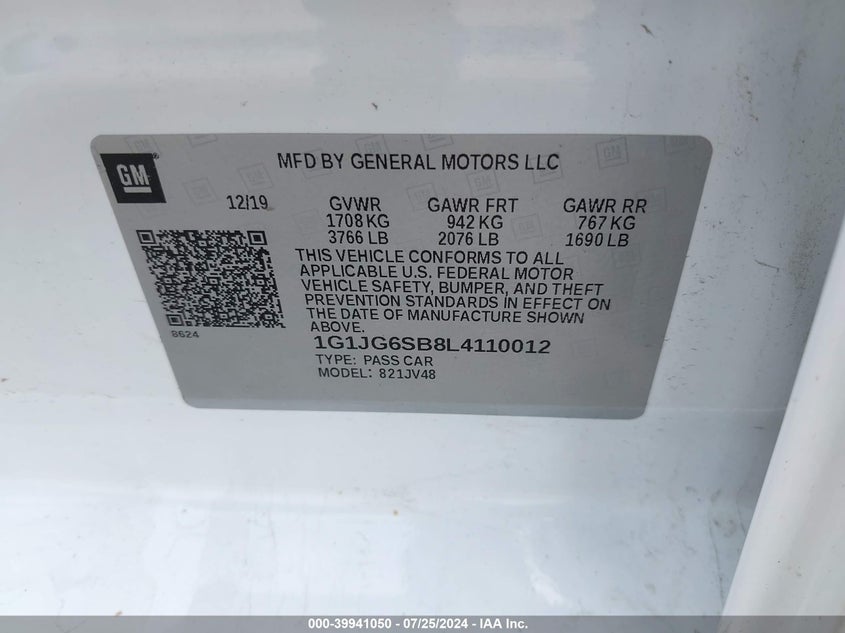 GM
MFD BY GENERAL MOTORS LLC
12/19 GVWR GAWR FRT GAWR RR
1708 KG 942 KG 767 KG
3766 LB 2076 LB 1690 LB
THIS VEHICLE CONFORMS TO ALL
APPLICABLE U.S. FEDERAL MOTOR
VEHICLE SAFETY, BUMPER, AND THEFT
PREVENTION STANDARDS IN EFFECT ON
THE DATE OF MANUFACTURE SHOWN
ABOVE.
8624
1G1JG6SB8L4110012
TYPE: PASS CAR
MODEL: 821JV48
000-39941050 - 07/25/2024 - IAA Inc.